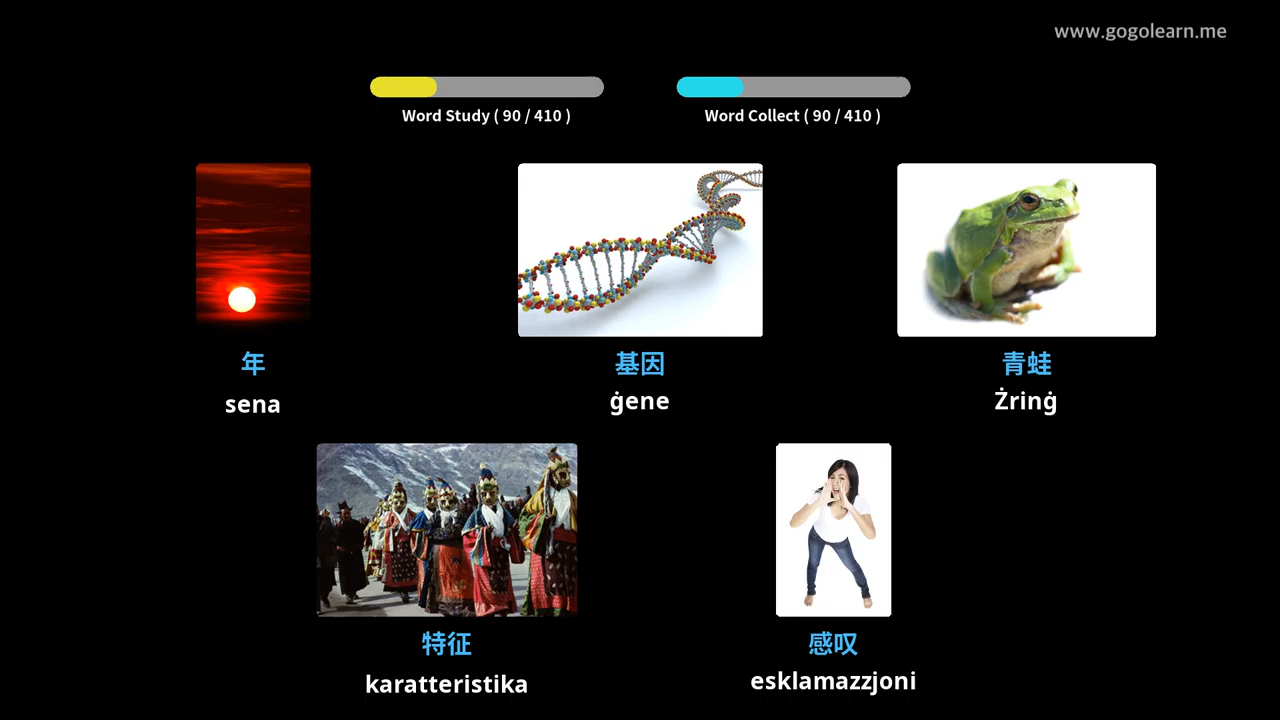 www.gogolearn.me
Word Study ( 90 / 410 )
Word Collect ( 90 / 410 )
年
sena
基因
ġene
青蛙
Żrinġ
特征
karatteristika
感叹
esklamazzjoni